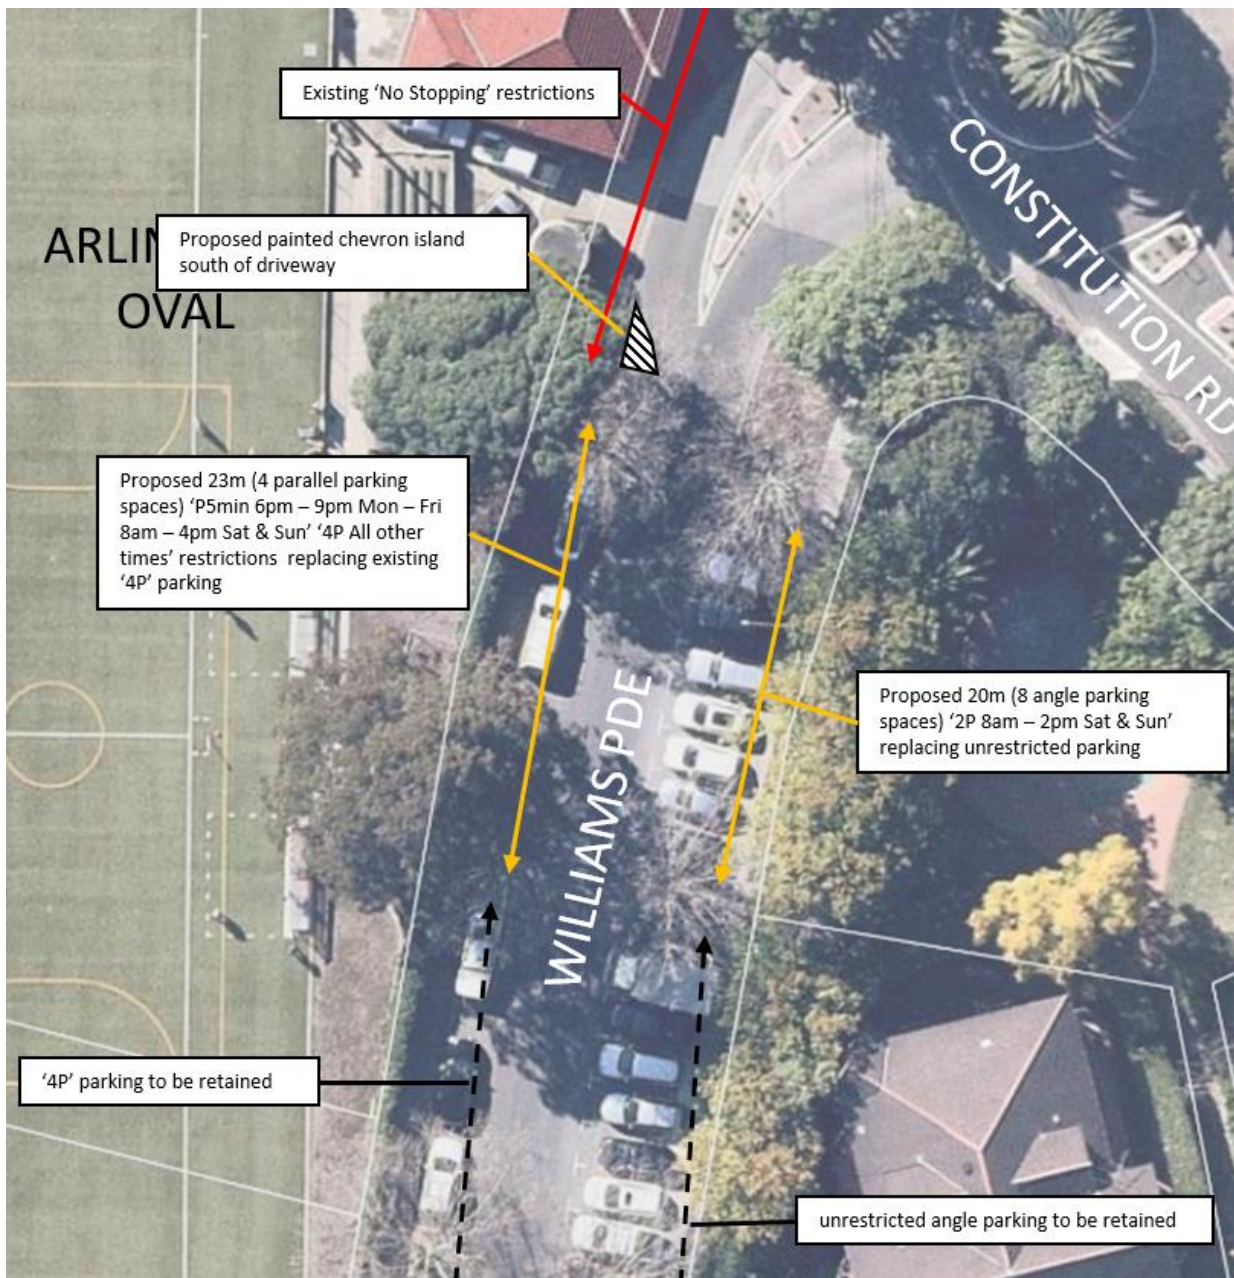 Existing ‘No Stopping’ restrictions
CONSTITUTION RD
Proposed painted chevron island
south of driveway
ARLIN
OVAL
Proposed 23m (4 parallel parking
spaces) ‘P5min 6pm – 9pm Mon – Fri
8am – 4pm Sat & Sun’ ‘4P All other
times’ restrictions replacing existing
‘4P’ parking
WILLIAMS PDE
Proposed 20m (8 angle parking
spaces) ‘2P 8am – 2pm Sat & Sun’
replacing unrestricted parking
‘4P’ parking to be retained
unrestricted angle parking to be retained